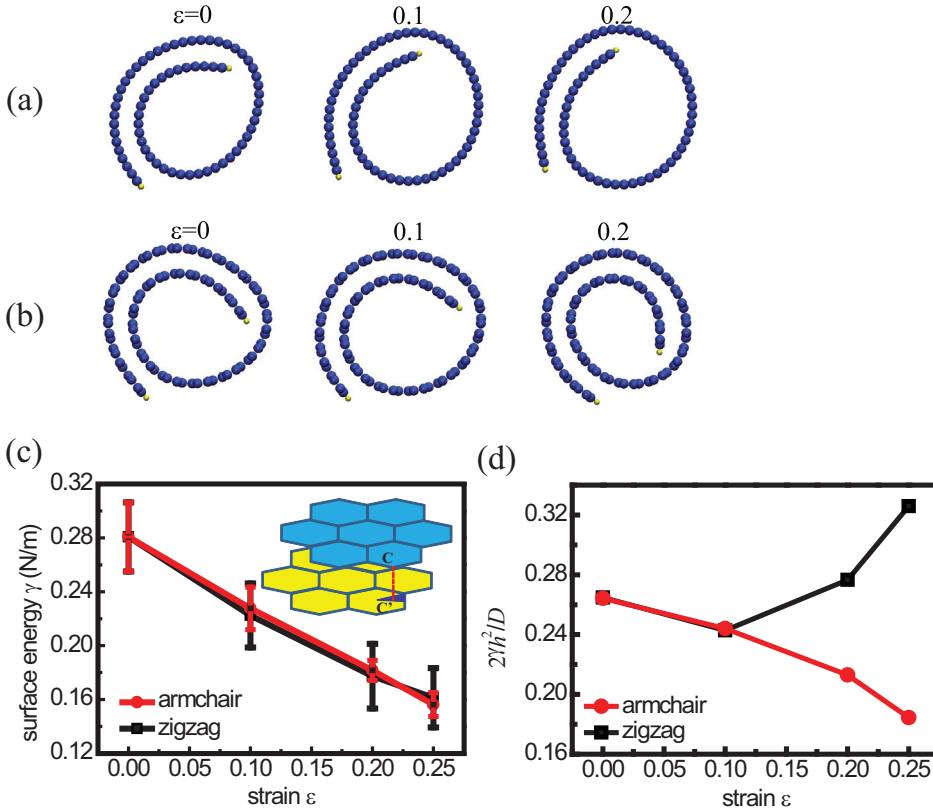 ε=0 0.1 0.2
(a)
ε=0 0.1 0.2
(b)
(c)
surface energy γ (N/m)
0.32
0.28
0.24
0.20
0.16
0.12
C
C'
armchair
zigzag
0.00 0.05 0.10 0.15 0.20 0.25
strain ε
(d)
2γh²/D
0.32
0.28
0.24
0.20
0.16
armchair
zigzag
0.00 0.05 0.10 0.15 0.20 0.25
strain ε